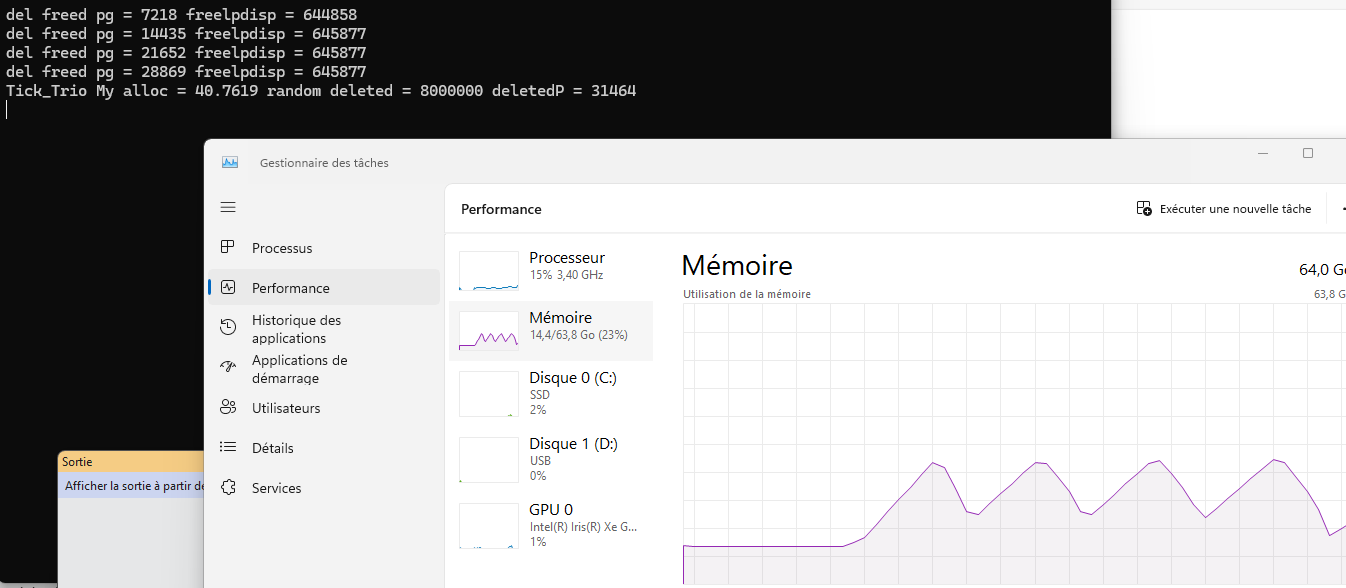 del freed pg = 7218 freelpdisp = 644858
del freed pg = 14435 freelpdisp = 645877
del freed pg = 21652 freelpdisp = 645877
del freed pg = 28869 freelpdisp = 645877
Tick_Trio My alloc = 40.7619 random deleted = 8000000 deletedP = 31464
Gestionnaire des tâches
Performance
Exécuter une nouvelle tâche
Processus
Performance
Historique des
applications
Applications de
démarrage
Utilisateurs
Détails
Services
Processeur
15% 3,40 GHz
Mémoire
14,4/63,8 Go (23%)
Disque 0 (C:)
SSD
2%
Disque 1 (D:)
USB
0%
GPU 0
Intel(R) Iris(R) Xe G...
1%
Mémoire
64,0 G
Utilisation de la mémoire
63,8 G
Sortie
Afficher la sortie à partir de